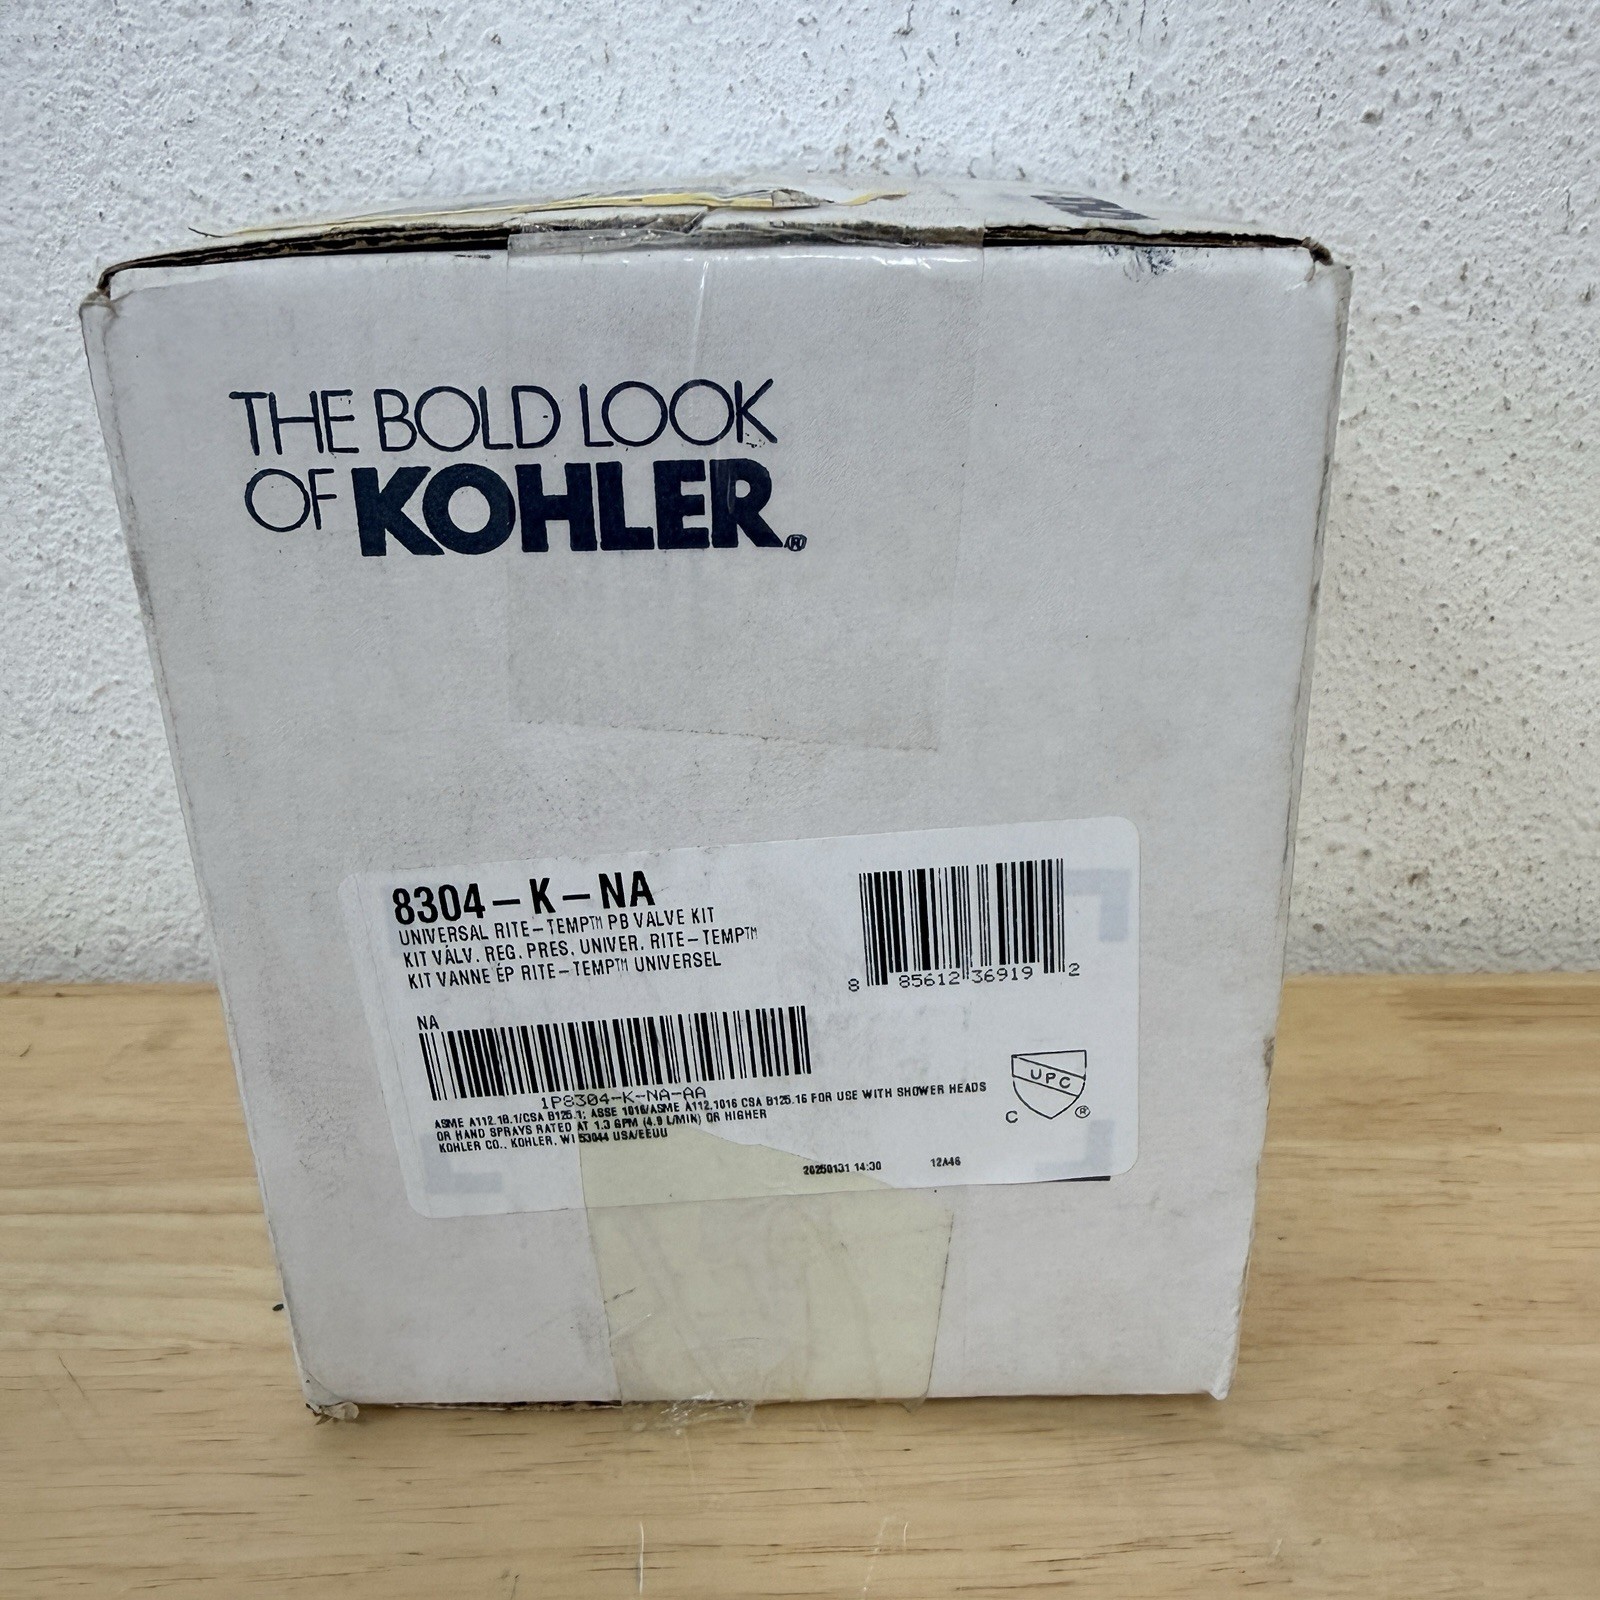 THE BOLD LOOK
OF KOHLER®
8304-K-NA
UNIVERSAL RITE-TEMP™ PB VALVE KIT
KIT VÁLV. REG. PRES. UNIVER. RITE-TEMP™
KIT VANNE ÉP RITE-TEMP™ UNIVERSEL
8 85612 36919 2
NA
1P8304-K-NA-AA
ASME A112.18.1/CSA B125.1; ASSE 1016/ASME A112.1016 CSA B125.16 FOR USE WITH SHOWER HEADS
OR HAND SPRAYS RATED AT 1.3 GPM (4.9 L/MIN) OR HIGHER
KOHLER CO., KOHLER, WI 53044 USA/EEUU
UPC
C ®
20250131 14:30 12A46